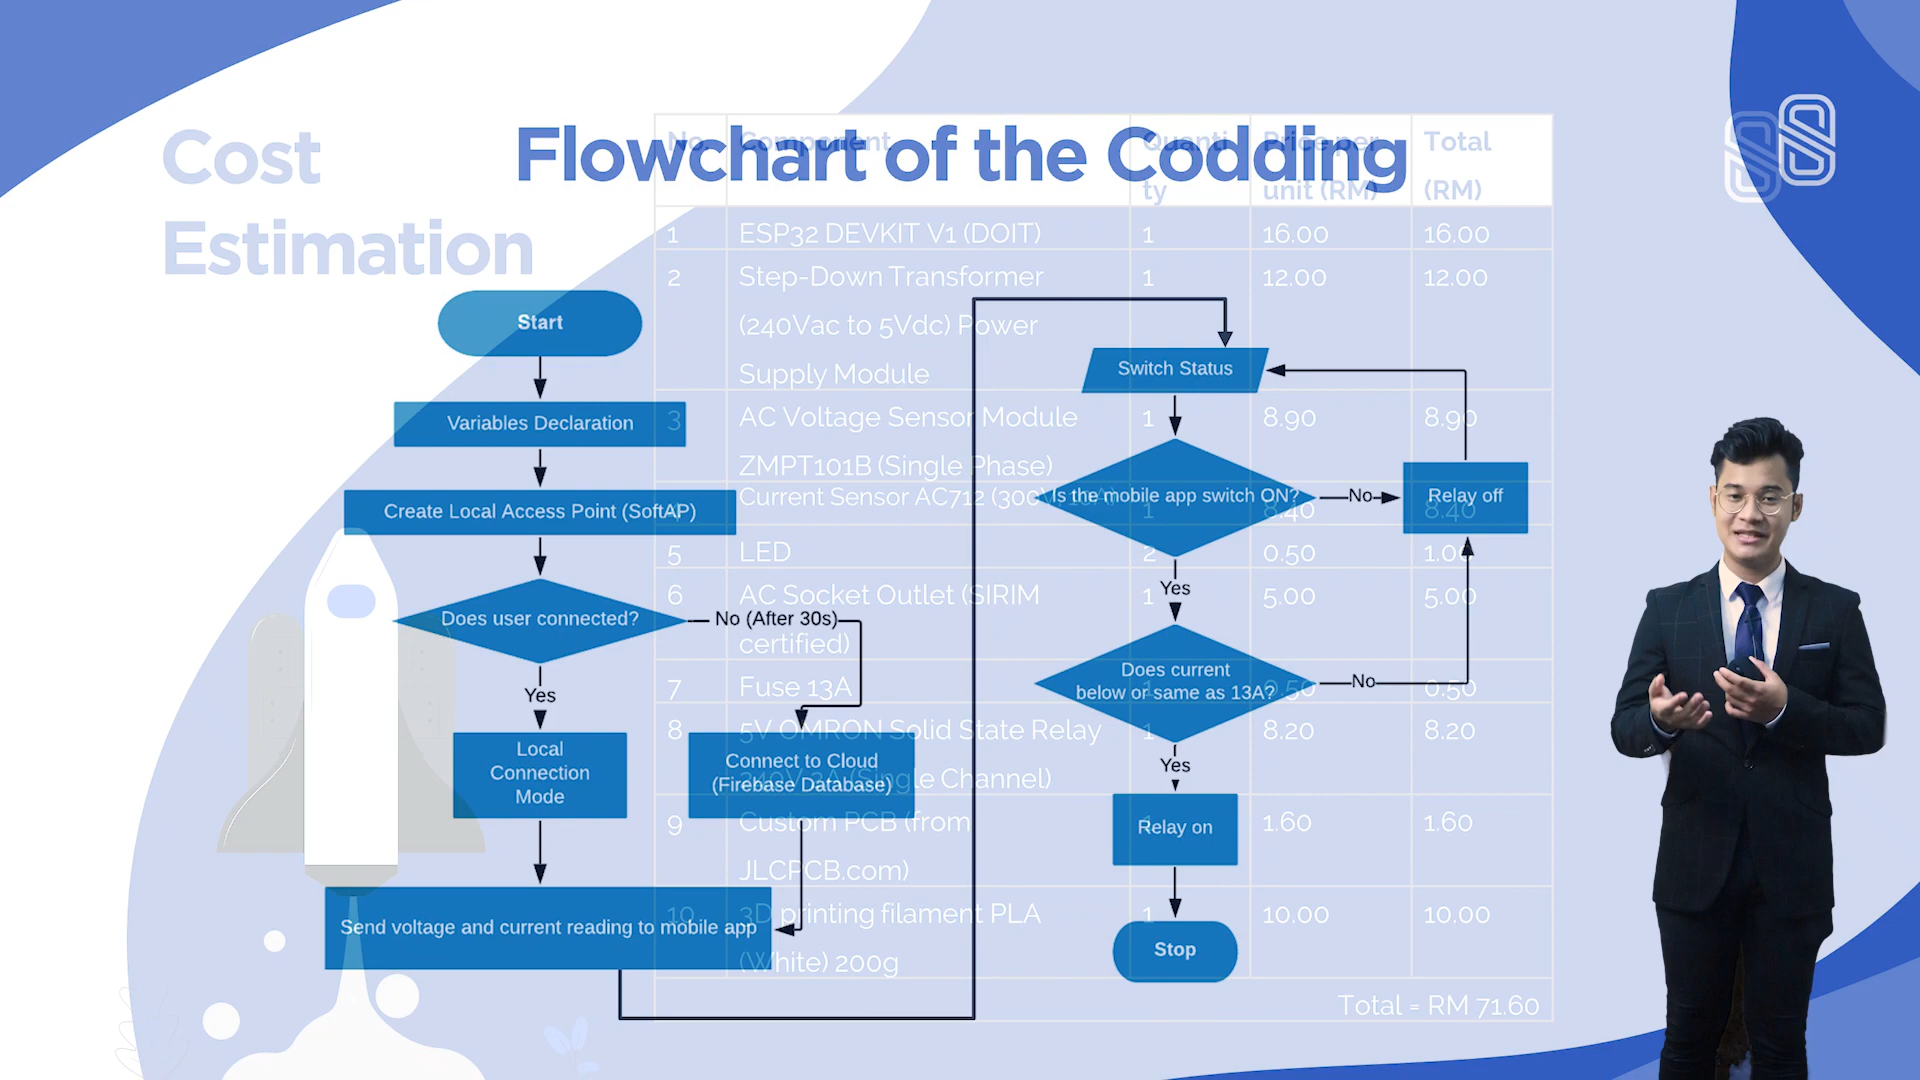 Cost
Estimation
Flowchart of the Codding
Start
Variables Declaration
Create Local Access Point (SoftAP)
Does user connected?
No (After 30s)
Yes
Local
Connection
Mode
Connect to Cloud
(Firebase Database)
Send voltage and current reading to mobile app
Switch Status
Is the mobile app switch ON?
No
Relay off
Yes
Does current
below or same as 13A?
No
Yes
Relay on
Stop
No Component Quanti Price per Total
ty unit (RM) (RM)
1 ESP32 DEVKIT V1 (DOIT) 1 16.00 16.00
2 Step-Down Transformer 1 12.00 12.00
(240Vac to 5Vdc) Power
Supply Module
3 AC Voltage Sensor Module 1 8.90 8.90
ZMPT101B (Single Phase)
Current Sensor AC712 (300V 1 8.40 8.40
5 LED 2 0.50 1.00
6 AC Socket Outlet (SIRIM 1 5.00 5.00
certified)
7 Fuse 13A 1 0.50 0.50
8 5V OMRON Solid State Relay 1 8.20 8.20
240V 2A (Single Channel)
9 Custom PCB (from 1 1.60 1.60
JLCPCB.com)
10 3D printing filament PLA 1 10.00 10.00
(White) 200g
Total = RM 71.60